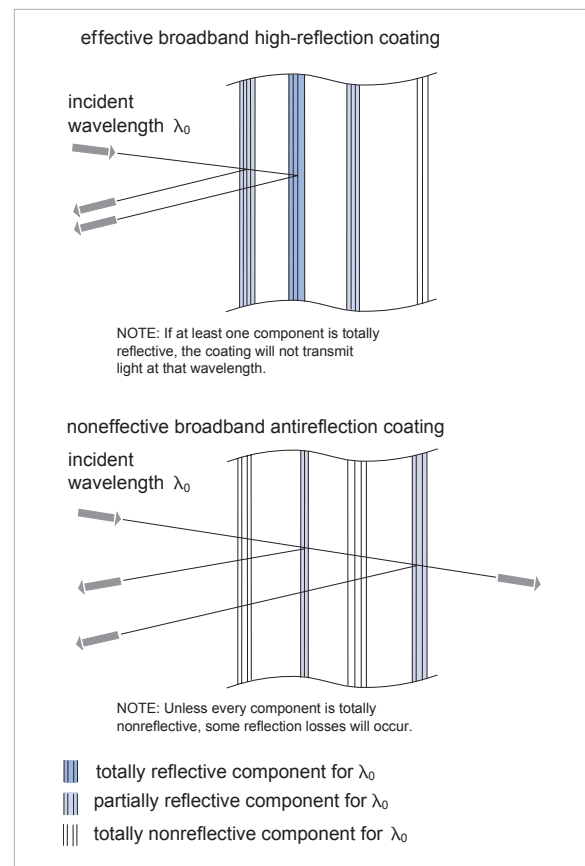 effective broadband high-reflection coating
incident
wavelength λ₀
NOTE: If at least one component is totally
reflective, the coating will not transmit
light at that wavelength.
noneffective broadband antireflection coating
incident
wavelength λ₀
NOTE: Unless every component is totally
nonreflective, some reflection losses will occur.
totally reflective component for λ₀
partially reflective component for λ₀
totally nonreflective component for λ₀